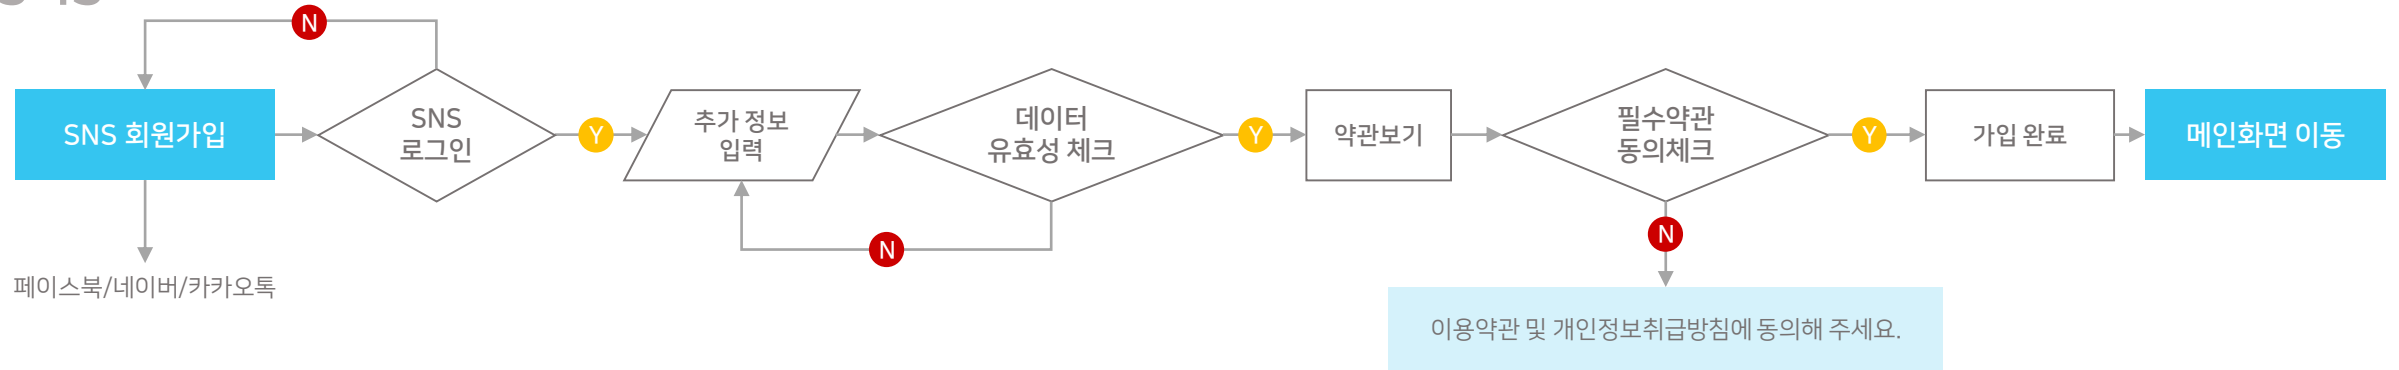 N
SNS 회원가입
SNS
로그인
Y
추가 정보
입력
데이터
유효성 체크
Y
약관보기
필수약관
동의체크
Y
가입 완료
메인화면 이동
N
N
페이스북/네이버/카카오톡
이용약관 및 개인정보취급방침에 동의해 주세요.